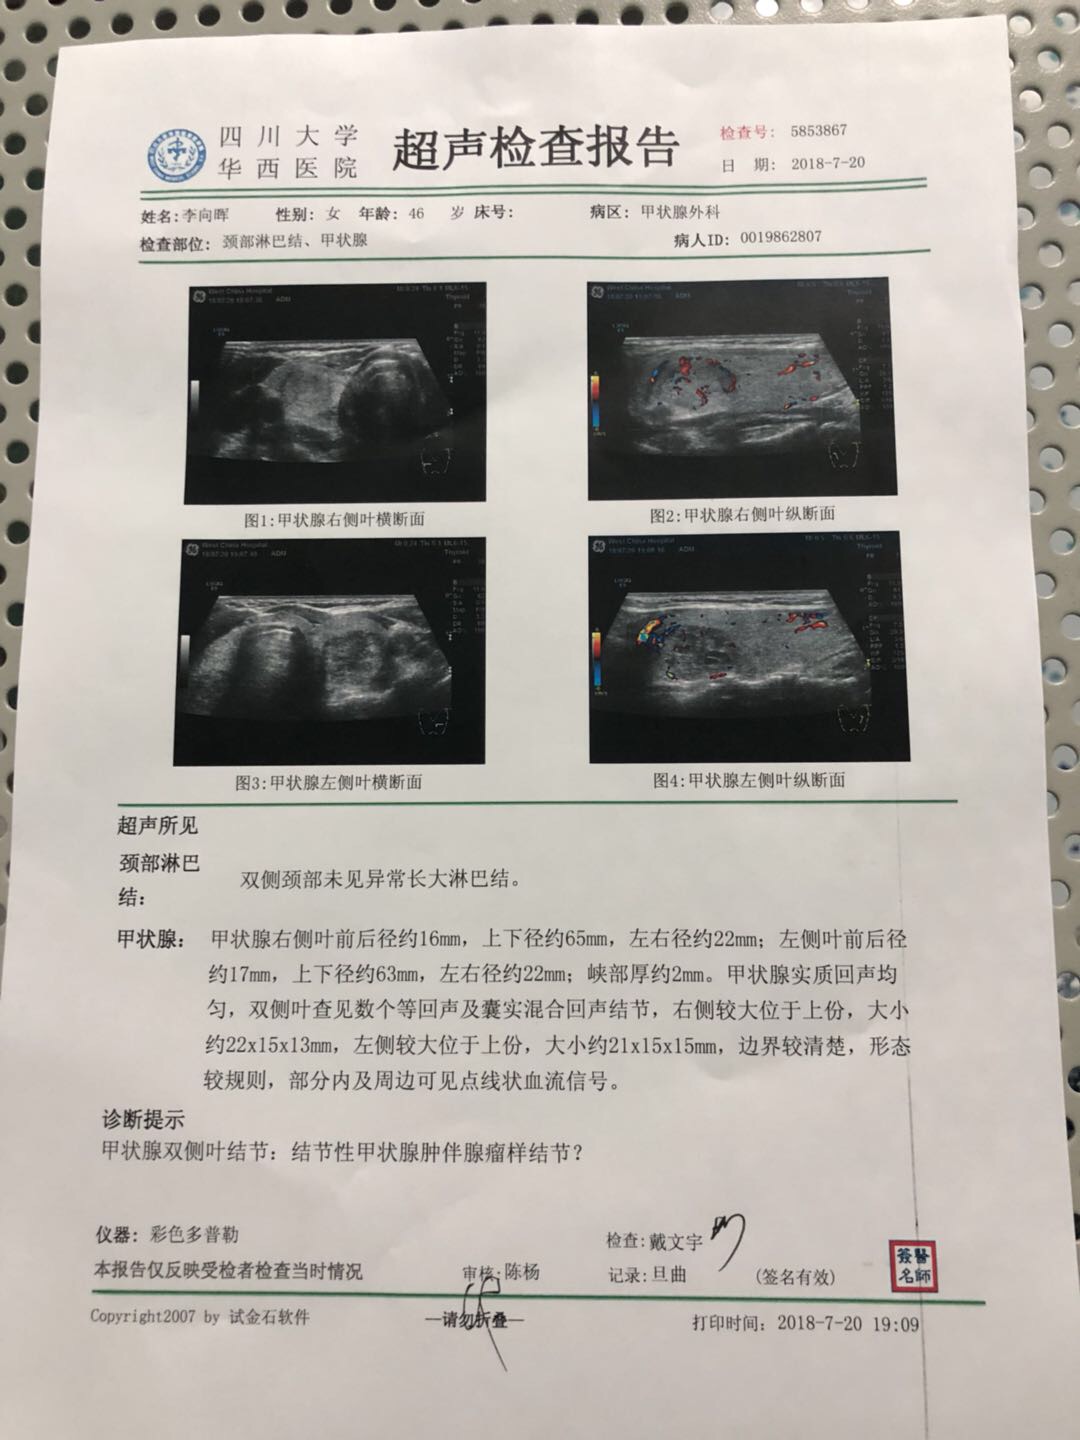 四川大学
华西医院
超声检查报告
检查号: 5853867
日 期: 2018-7-20
姓名:李向晖 性别: 女 年龄: 46 岁 床号: 病区: 甲状腺外科
检查部位: 颈部淋巴结、甲状腺 病人ID: 0019862807
West China Hospital
West China Hospital
图1:甲状腺右侧叶横断面
图2:甲状腺右侧叶纵断面
West China Hospital
West China Hospital
图3:甲状腺左侧叶横断面
图4:甲状腺左侧叶纵断面
超声所见
颈部淋巴
结: 双侧颈部未见异常长大淋巴结。
甲状腺: 甲状腺右侧叶前后径约16mm，上下径约65mm，左右径约22mm；左侧叶前后径
约17mm，上下径约63mm，左右径约22mm；峡部厚约2mm。甲状腺实质回声均
匀，双侧叶查见数个等回声及囊实混合回声结节，右侧较大位于上份，大小
约22x15x13mm，左侧较大位于上份，大小约21x15x15mm，边界较清楚，形态
较规则，部分内及周边可见点线状血流信号。
诊断提示
甲状腺双侧叶结节: 结节性甲状腺肿伴腺瘤样结节?
仪器: 彩色多普勒 检查:戴文宇
本报告仅反映受检者检查当时情况 审核:陈杨 记录:旦曲 (签名有效)
簽醫
名師
Copyright2007 by 试金石软件 —请勿折叠— 打印时间: 2018-7-20 19:09